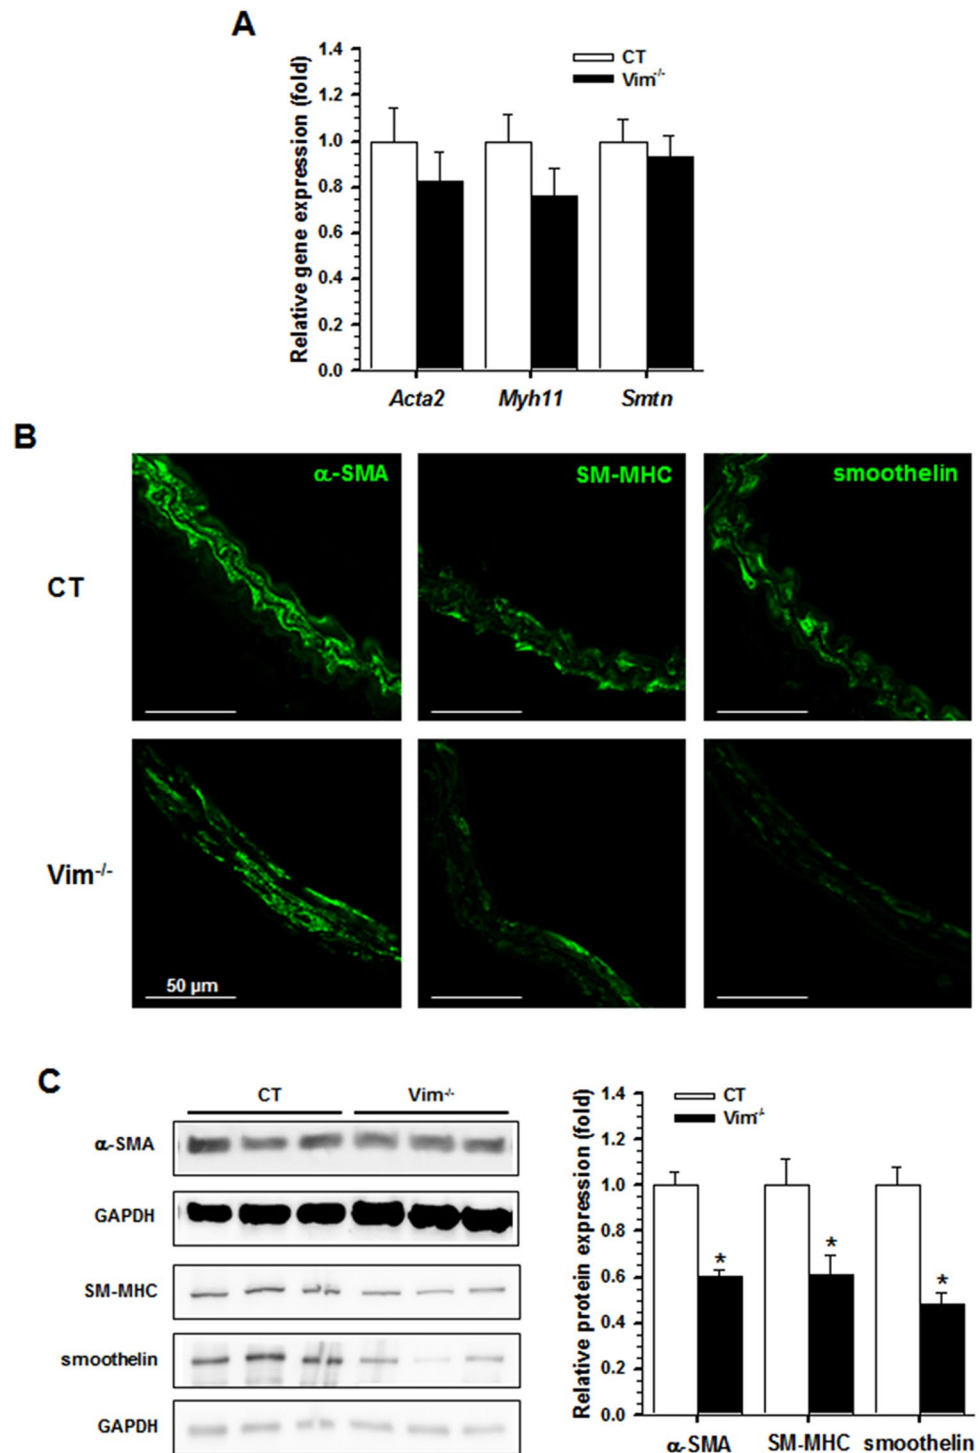 A
Relative gene expression (fold)
1.4
1.2
1.0
0.8
0.6
0.4
0.2
0.0
CT
Vim-/-
Acta2 Myh11 Smtn
B
α-SMA SM-MHC smoothelin
CT
Vim-/-
50 µm
C
CT Vim-/-
α-SMA
GAPDH
SM-MHC
smoothelin
GAPDH
Relative protein expression (fold)
1.4
1.2
1.0
0.8
0.6
0.4
0.2
0.0
CT
Vim-/-
* * *
α-SMA SM-MHC smoothelin